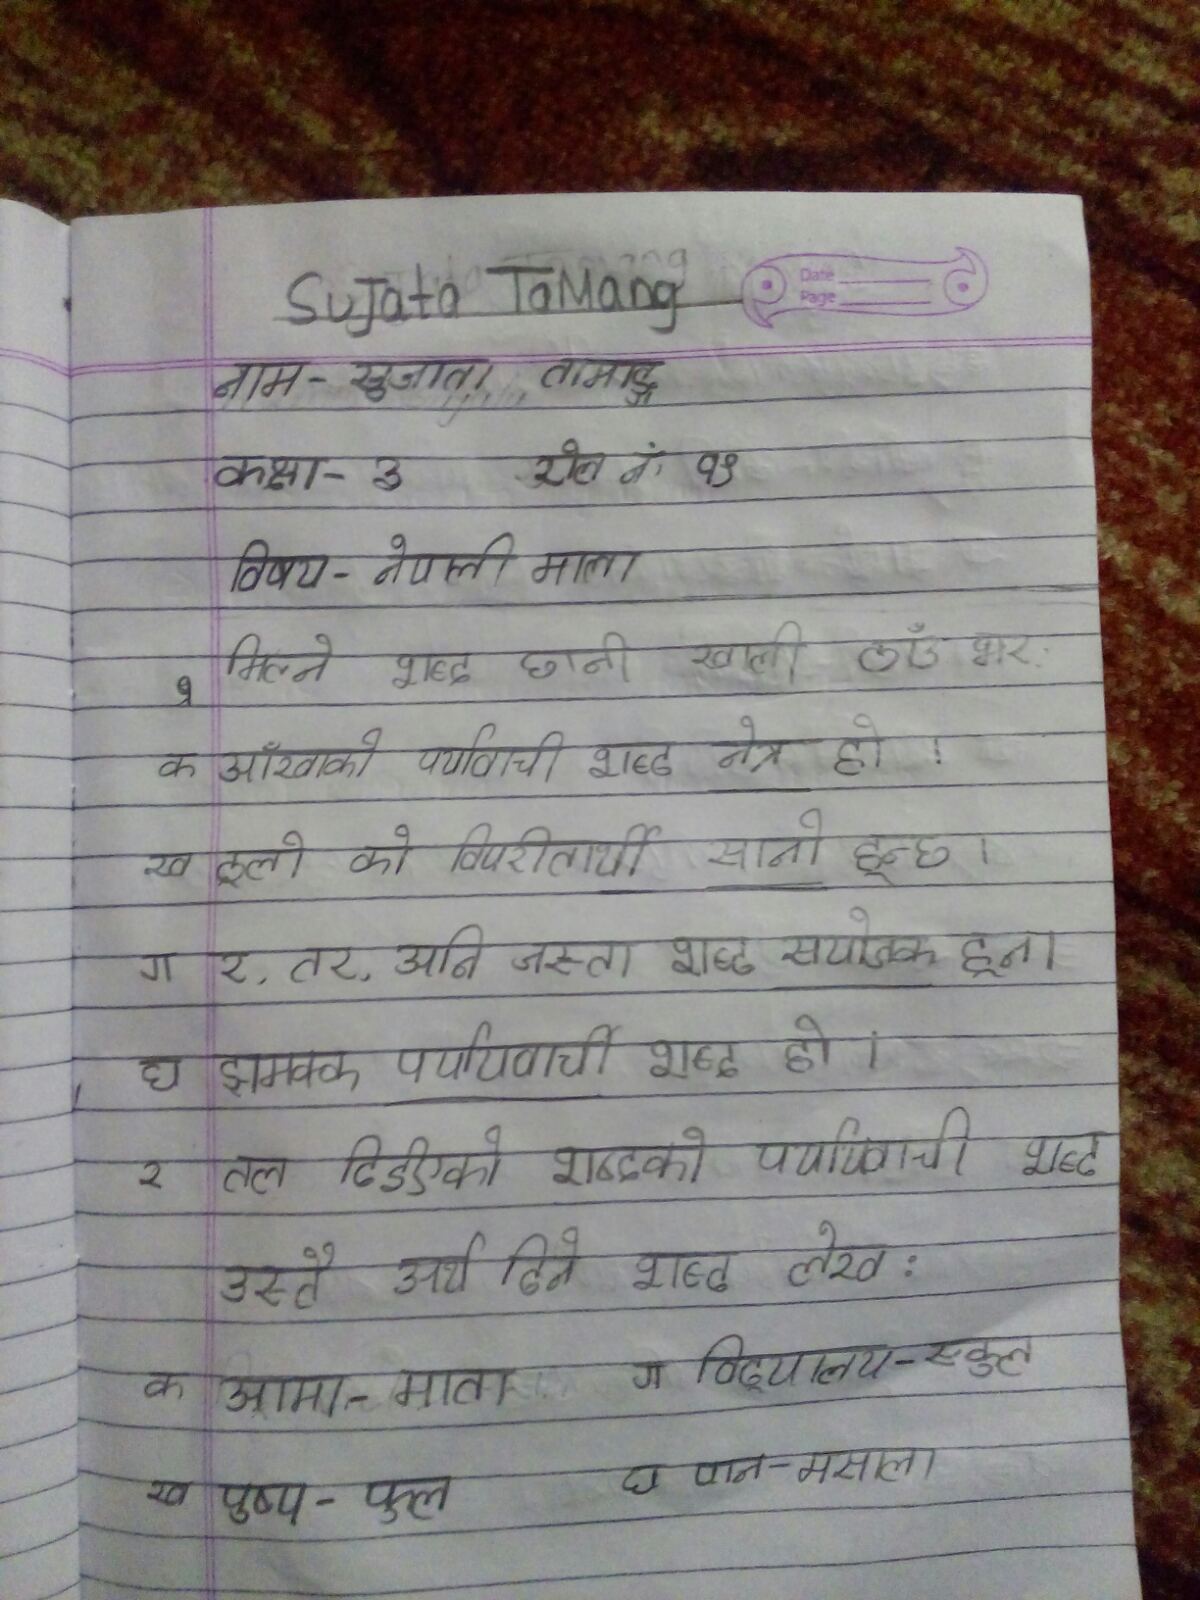 Sujata TaMang
Date
Page
नाम - सुजाता तामाङ्ग
कक्षा - ३ रोल नं. १९
विषय - नेपाली माला
१ मिल्ने शब्द छानी खाली ठाउँ भर:
क आँखाको पर्यावाची शब्द नेत्र हो ।
ख ठूलो को विपरीतार्थी सानो हून्छ ।
ग र, तर, अनि जस्ता शब्द सयोजक हून ।
घ झमक्क पर्यायवाची शब्द हो ।
२ तल दिइएको शब्दको पर्यायवाची शब्द
उस्तै अर्थ दिने शब्द लेख :
क आमा - माता ग विद्यालय - स्कुल
ख पुष्प - फुल घ पान - मसाला